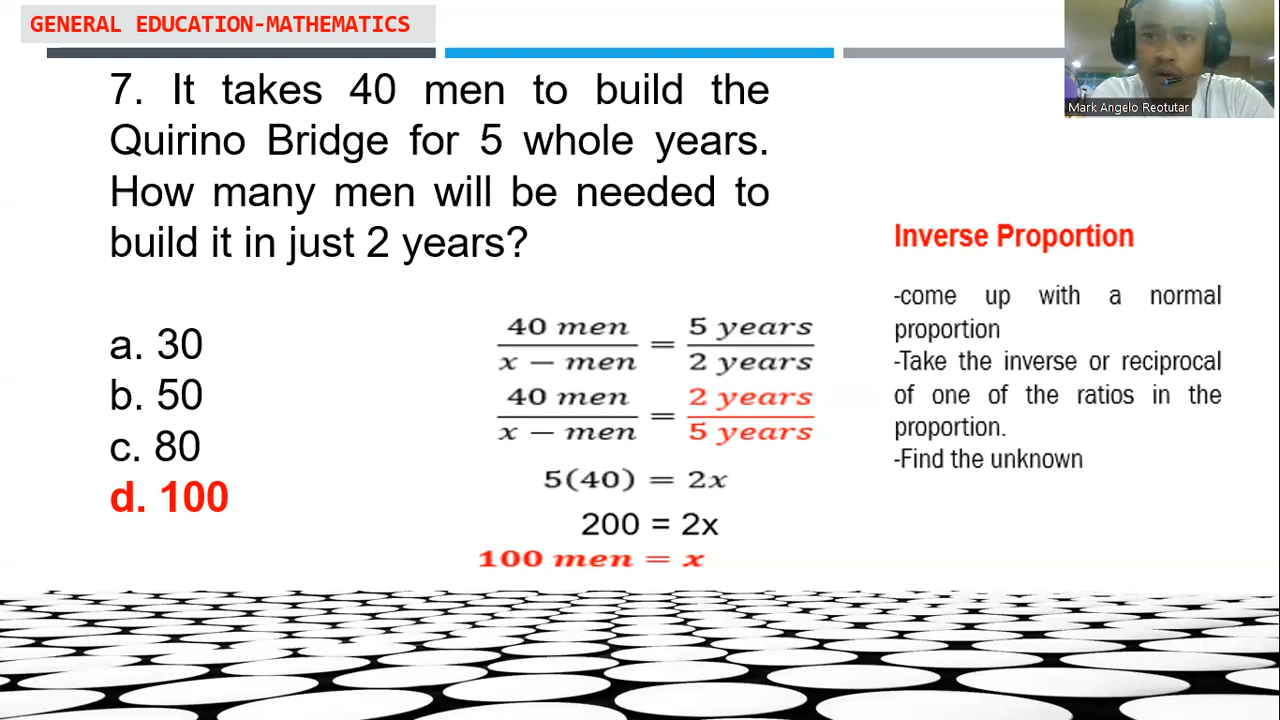 GENERAL EDUCATION-MATHEMATICS
Mark Angelo Reotutar
7. It takes 40 men to build the
Quirino Bridge for 5 whole years.
How many men will be needed to
build it in just 2 years?
a. 30
b. 50
c. 80
d. 100
40 men / x − men = 5 years / 2 years
40 men / x − men = 2 years / 5 years
5(40) = 2x
200 = 2x
100 men = x
Inverse Proportion
-come up with a normal
proportion
-Take the inverse or reciprocal
of one of the ratios in the
proportion.
-Find the unknown